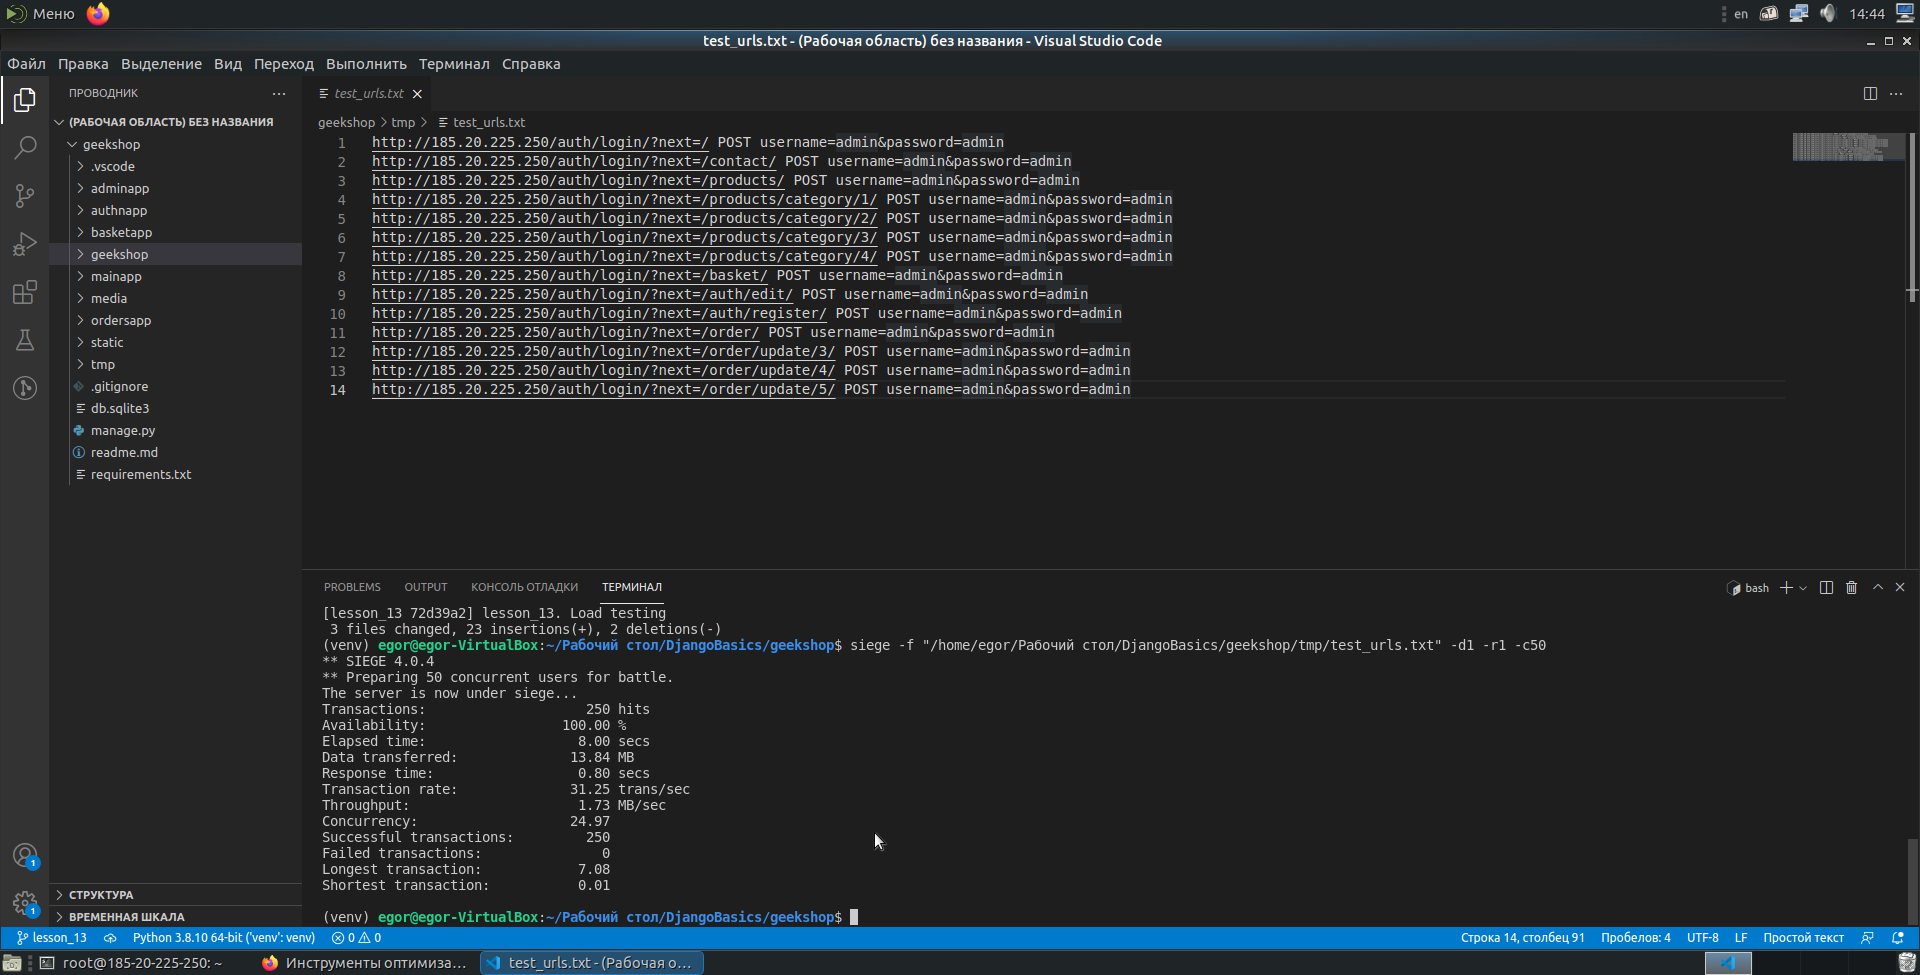 Меню
en
14:44
test_urls.txt - (Рабочая область) без названия - Visual Studio Code
Файл Правка Выделение Вид Переход Выполнить Терминал Справка
ПРОВОДНИК
(РАБОЧАЯ ОБЛАСТЬ) БЕЗ НАЗВАНИЯ
geekshop
.vscode
adminapp
authnapp
basketapp
geekshop
mainapp
media
ordersapp
static
tmp
.gitignore
db.sqlite3
manage.py
readme.md
requirements.txt
СТРУКТУРА
ВРЕМЕННАЯ ШКАЛА
1
1
test_urls.txt
geekshop > tmp > test_urls.txt
1 http://185.20.225.250/auth/login/?next=/ POST username=admin&password=admin
2 http://185.20.225.250/auth/login/?next=/contact/ POST username=admin&password=admin
3 http://185.20.225.250/auth/login/?next=/products/ POST username=admin&password=admin
4 http://185.20.225.250/auth/login/?next=/products/category/1/ POST username=admin&password=admin
5 http://185.20.225.250/auth/login/?next=/products/category/2/ POST username=admin&password=admin
6 http://185.20.225.250/auth/login/?next=/products/category/3/ POST username=admin&password=admin
7 http://185.20.225.250/auth/login/?next=/products/category/4/ POST username=admin&password=admin
8 http://185.20.225.250/auth/login/?next=/basket/ POST username=admin&password=admin
9 http://185.20.225.250/auth/login/?next=/auth/edit/ POST username=admin&password=admin
10 http://185.20.225.250/auth/login/?next=/auth/register/ POST username=admin&password=admin
11 http://185.20.225.250/auth/login/?next=/order/ POST username=admin&password=admin
12 http://185.20.225.250/auth/login/?next=/order/update/3/ POST username=admin&password=admin
13 http://185.20.225.250/auth/login/?next=/order/update/4/ POST username=admin&password=admin
14 http://185.20.225.250/auth/login/?next=/order/update/5/ POST username=admin&password=admin
PROBLEMS OUTPUT КОНСОЛЬ ОТЛАДКИ ТЕРМИНАЛ
bash
[lesson_13 72d39a2] lesson_13. Load testing
3 files changed, 23 insertions(+), 2 deletions(-)
(venv) egor@egor-VirtualBox:~/Рабочий стол/DjangoBasics/geekshop$ siege -f "/home/egor/Рабочий стол/DjangoBasics/geekshop/tmp/test_urls.txt" -d1 -r1 -c50
** SIEGE 4.0.4
** Preparing 50 concurrent users for battle.
The server is now under siege...
Transactions: 250 hits
Availability: 100.00 %
Elapsed time: 8.00 secs
Data transferred: 13.84 MB
Response time: 0.80 secs
Transaction rate: 31.25 trans/sec
Throughput: 1.73 MB/sec
Concurrency: 24.97
Successful transactions: 250
Failed transactions: 0
Longest transaction: 7.08
Shortest transaction: 0.01
(venv) egor@egor-VirtualBox:~/Рабочий стол/DjangoBasics/geekshop$
lesson_13 Python 3.8.10 64-bit ('venv': venv) 0 0
Строка 14, столбец 91 Пробелов: 4 UTF-8 LF Простой текст
root@185-20-225-250: ~
Инструменты оптимиза...
test_urls.txt - (Рабочая о...